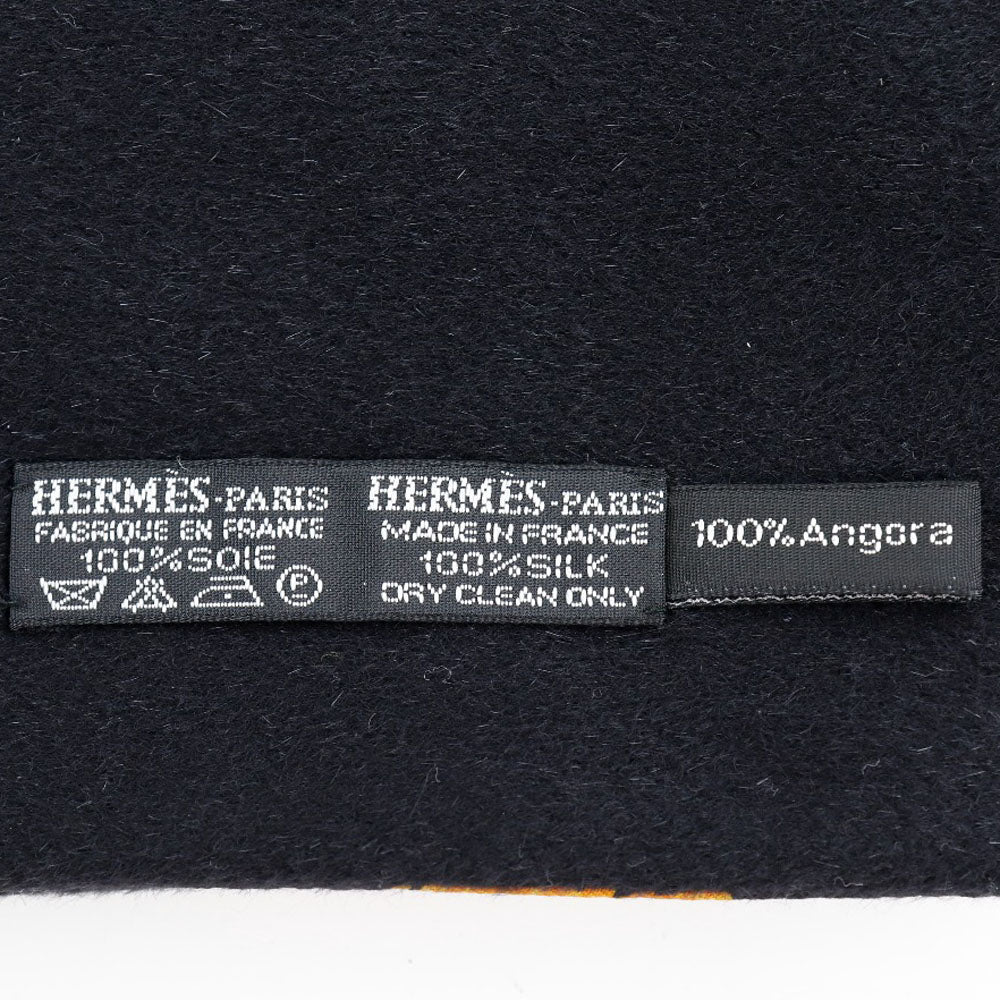 HERMÈS-PARIS
FABRIQUE EN FRANCE
100%SOIE
P
HERMÈS-PARIS
MADE IN FRANCE
100%SILK
DRY CLEAN ONLY
100%Angora